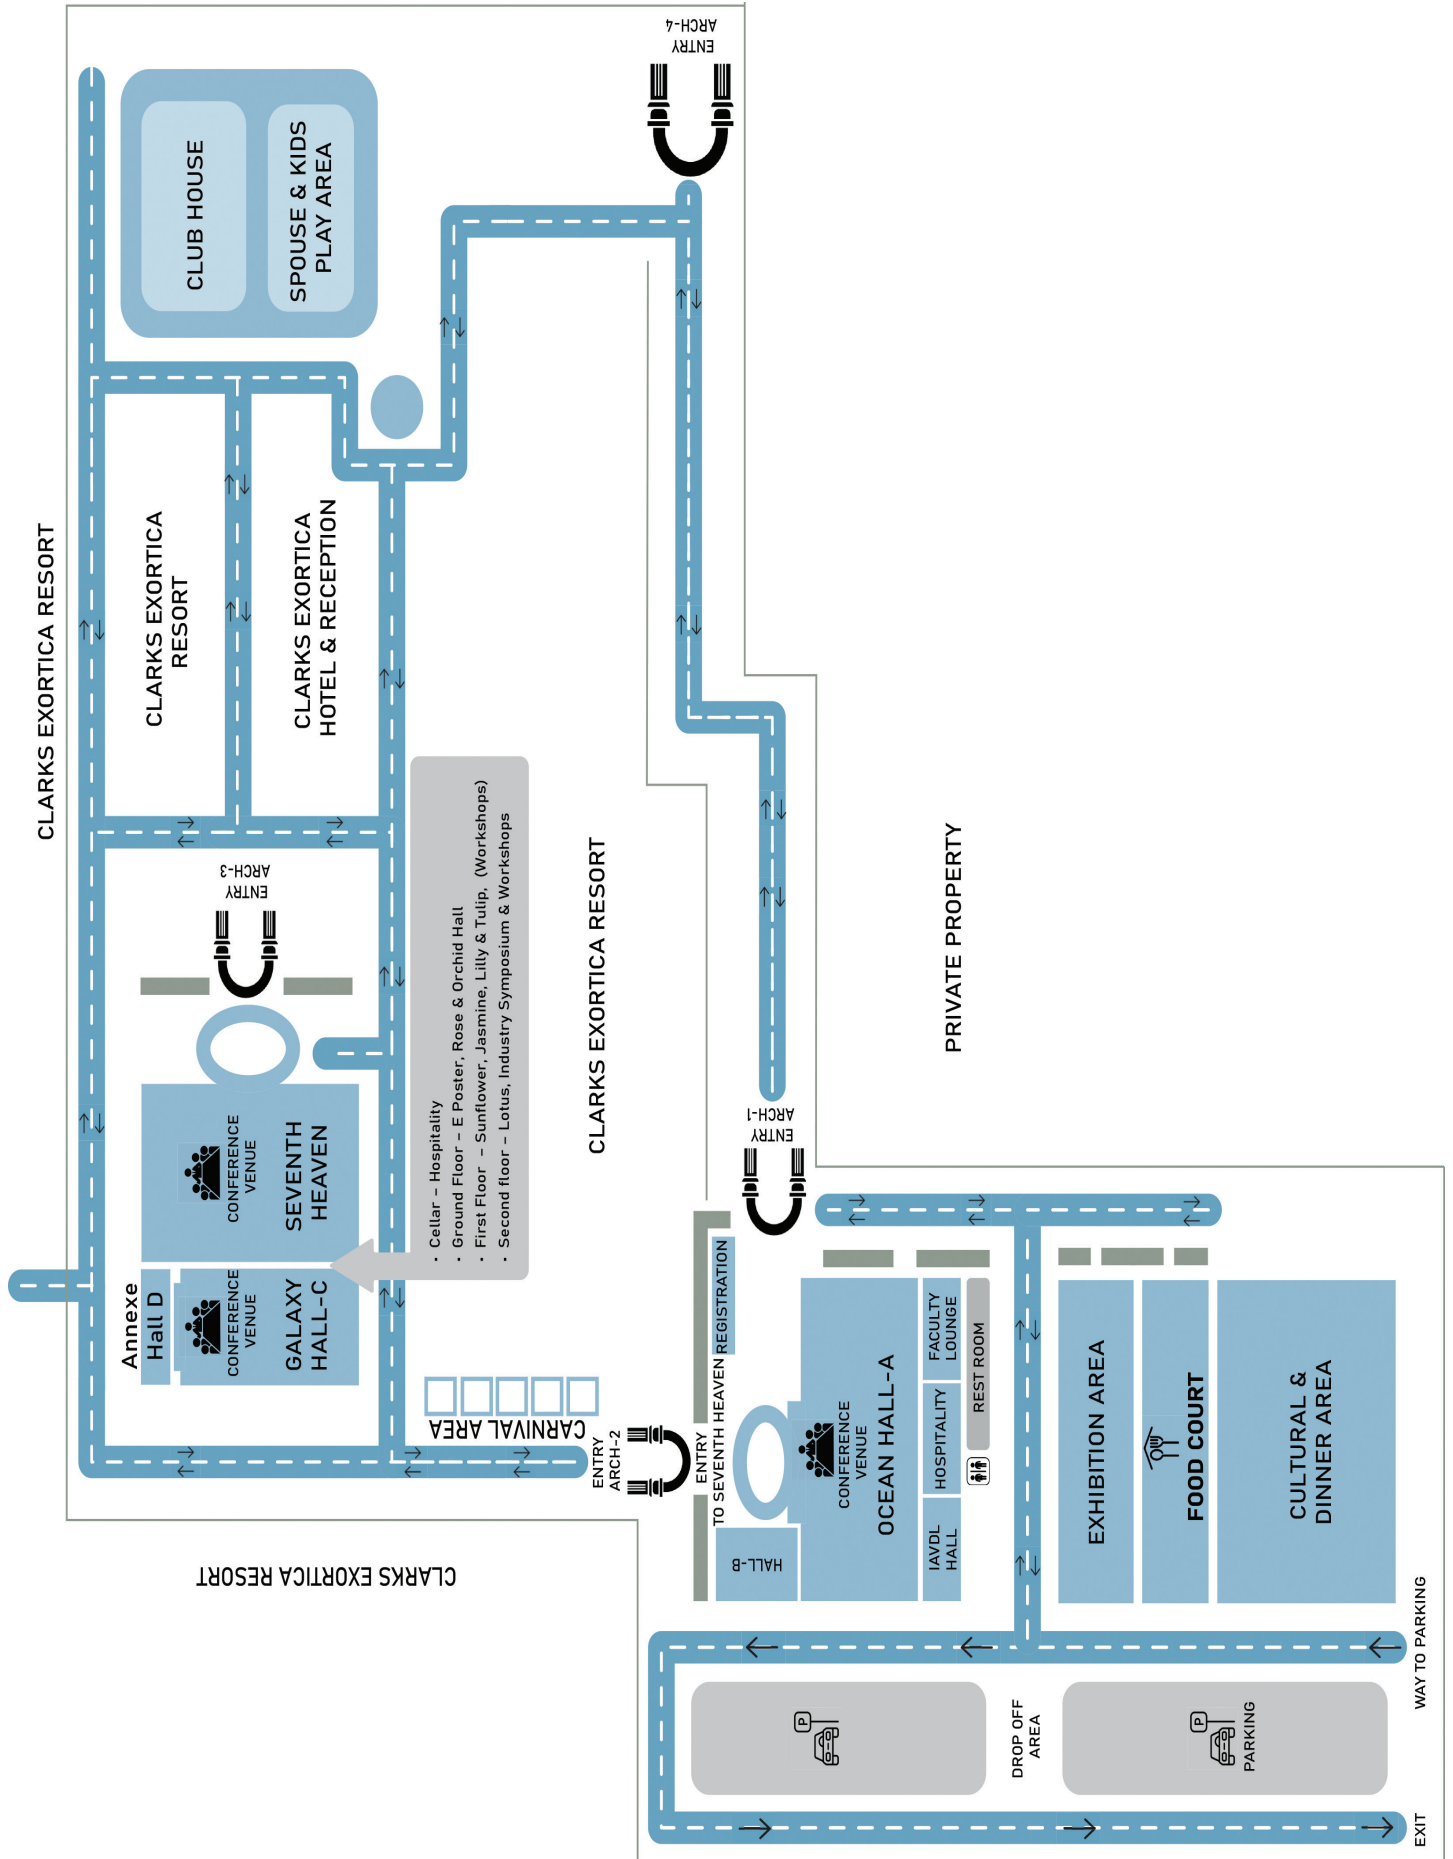 CLARKS EXORTICA RESORT
CLUB HOUSE
SPOUSE & KIDS
PLAY AREA
ENTRY
ARCH-4
CLARKS EXORTICA
RESORT
CLARKS EXORTICA
HOTEL & RECEPTION
ENTRY
ARCH-3
CONFERENCE
VENUE
SEVENTH
HEAVEN
Annexe
Hall D
CONFERENCE
VENUE
GALAXY
HALL-C
· Cellar – Hospitality
· Ground Floor – E Poster, Rose & Orchid Hall
· First Floor – Sunflower, Jasmine, Lilly & Tulip, (Workshops)
· Second floor – Lotus, Industry Symposium & Workshops
CLARKS EXORTICA RESORT
CARNIVAL AREA
ENTRY
ARCH-2
CLARKS EXORTICA RESORT
PRIVATE PROPERTY
ENTRY
ARCH-1
ENTRY
TO SEVENTH HEAVEN
REGISTRATION
HALL-B
CONFERENCE
VENUE
OCEAN HALL-A
FACULTY
LOUNGE
HOSPITALITY
IAVDL
HALL
REST ROOM
EXHIBITION AREA
FOOD COURT
CULTURAL &
DINNER AREA
P
DROP OFF
AREA
P
PARKING
WAY TO PARKING
EXIT